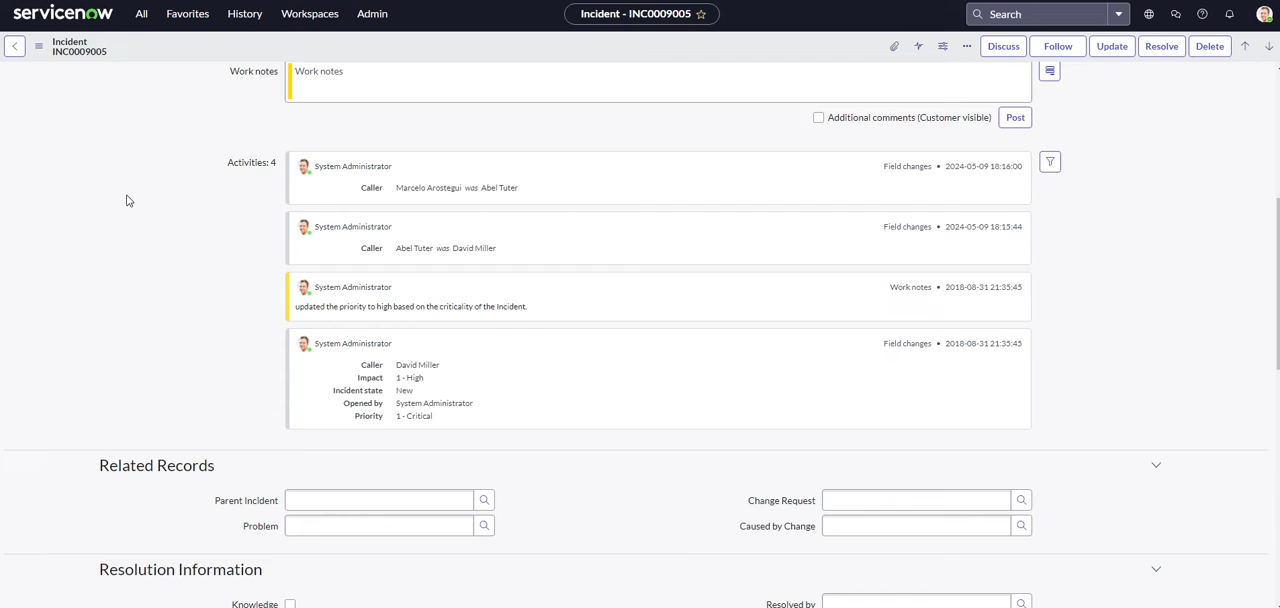 servicenow All Favorites History Workspaces Admin Incident - INC0009005 Search
Incident
INC0009005
Discuss Follow Update Resolve Delete
Work notes Work notes
Additional comments (Customer visible) Post
Activities: 4
System Administrator Field changes • 2024-05-09 18:16:00
Caller Marcelo Arostegui was Abel Tuter
System Administrator Field changes • 2024-05-09 18:15:44
Caller Abel Tuter was David Miller
System Administrator Work notes • 2018-08-31 21:35:45
updated the priority to high based on the criticality of the Incident.
System Administrator Field changes • 2018-08-31 21:35:45
Caller David Miller
Impact 1 - High
Incident state New
Opened by System Administrator
Priority 1 - Critical
Related Records
Parent Incident Change Request
Problem Caused by Change
Resolution Information
Knowledge Resolved by